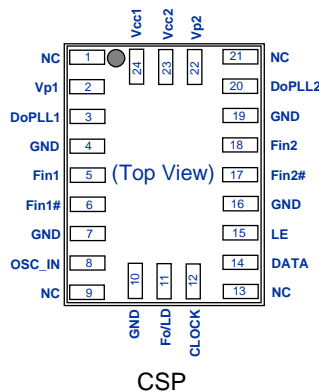 Vcc1 Vcc2 Vp2
24 23 22
NC 1 21 NC
Vp1 2 20 DoPLL2
DoPLL1 3 19 GND
GND 4 18 Fin2
Fin1 5 (Top View) 17 Fin2#
Fin1# 6 16 GND
GND 7 15 LE
OSC_IN 8 14 DATA
NC 9 13 NC
10 11 12
GND Fo/LD CLOCK
CSP